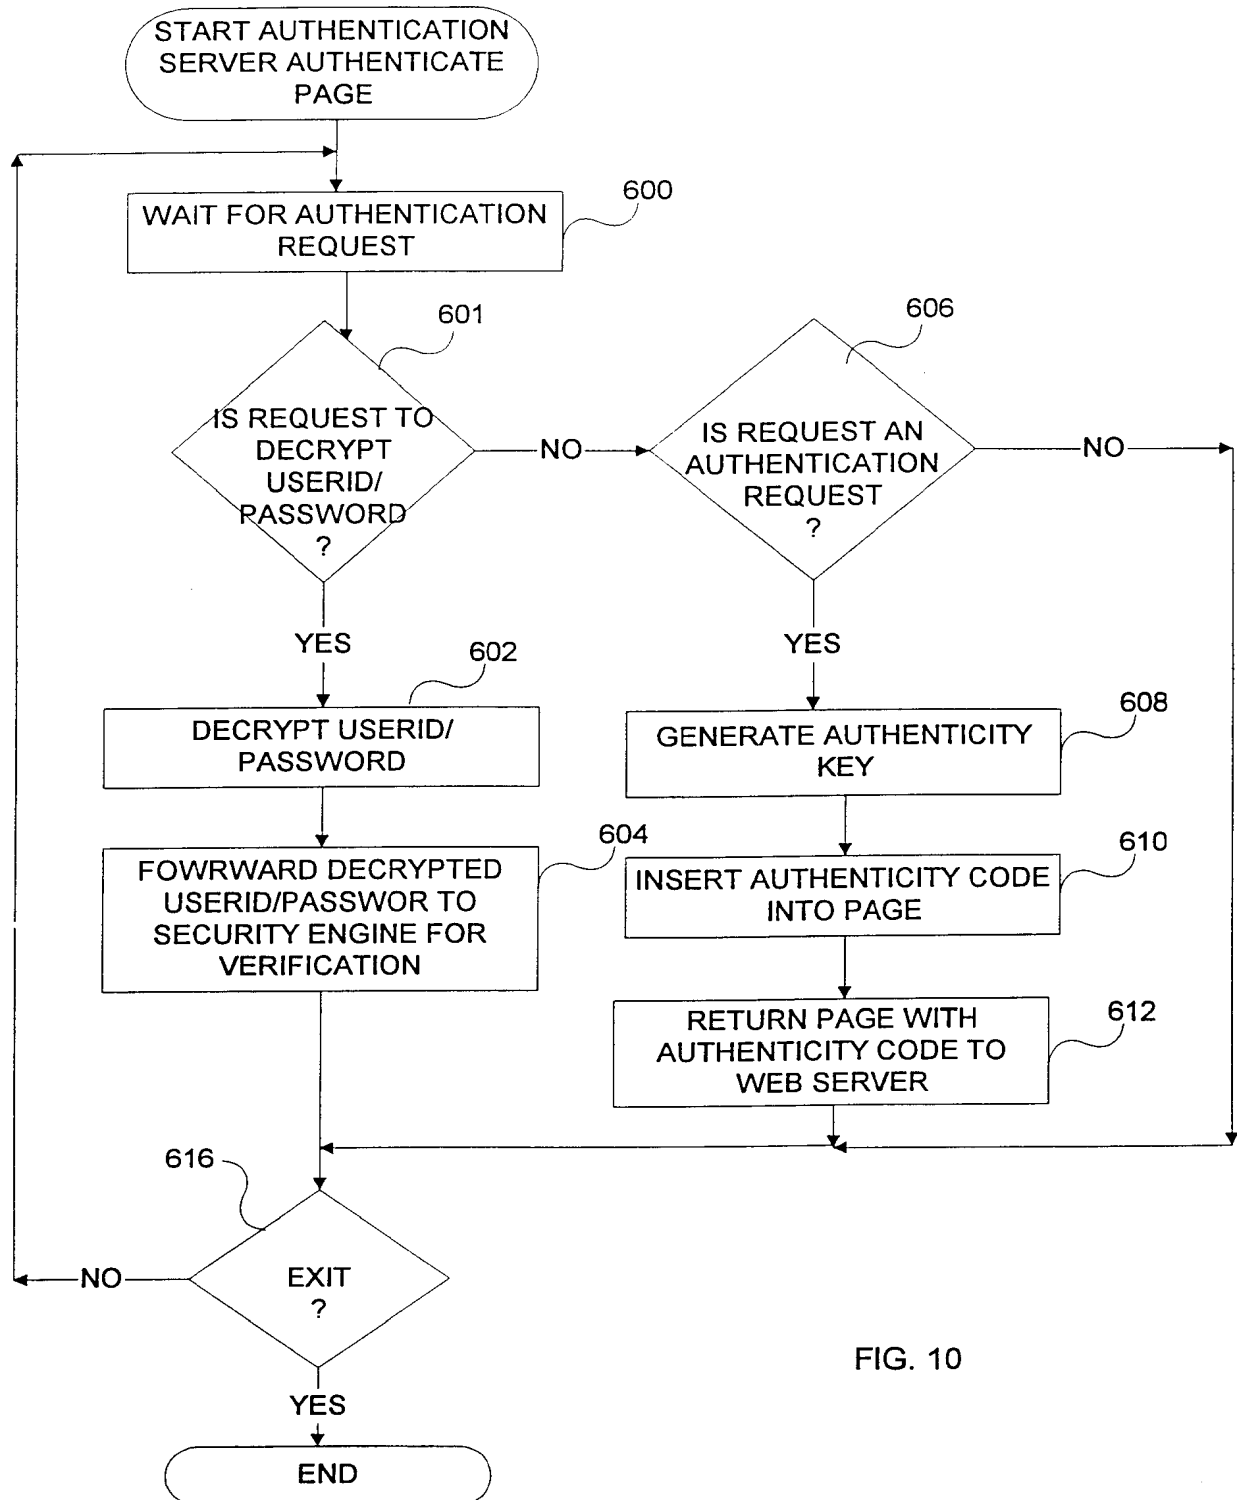 START AUTHENTICATION
SERVER AUTHENTICATE
PAGE
600
WAIT FOR AUTHENTICATION
REQUEST
601
606
IS REQUEST TO
DECRYPT
USERID/
PASSWORD
?
NO
IS REQUEST AN
AUTHENTICATION
REQUEST
?
NO
YES
YES
602
DECRYPT USERID/
PASSWORD
608
GENERATE AUTHENTICITY
KEY
604
FOWRWARD DECRYPTED
USERID/PASSWOR TO
SECURITY ENGINE FOR
VERIFICATION
610
INSERT AUTHENTICITY CODE
INTO PAGE
612
RETURN PAGE WITH
AUTHENTICITY CODE TO
WEB SERVER
616
EXIT
?
NO
YES
END
FIG. 10